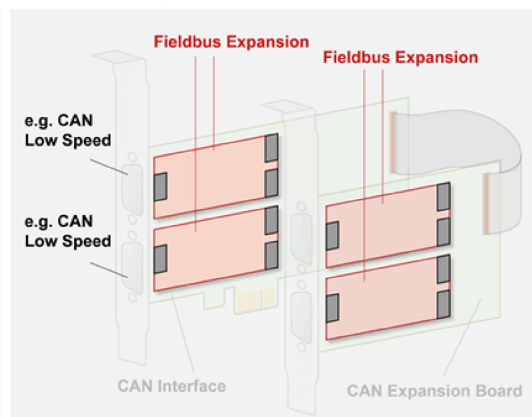 Fieldbus Expansion
Fieldbus Expansion
e.g. CAN
Low Speed
e.g. CAN
Low Speed
CAN Interface
CAN Expansion Board